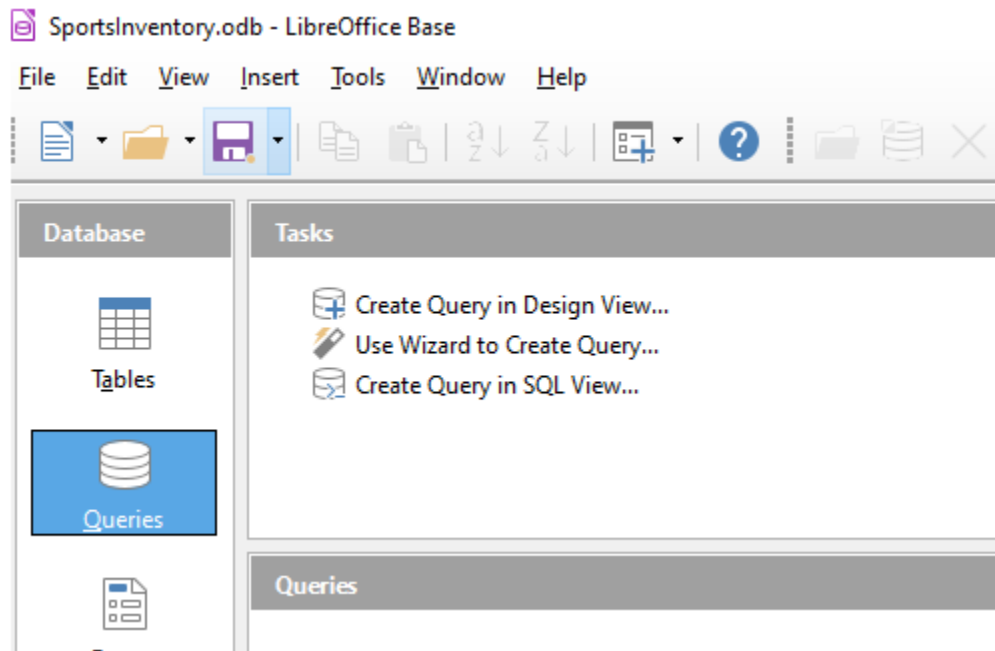 SportsInventory.odb - LibreOffice Base
File Edit View Insert Tools Window Help
Database
Tasks
Create Query in Design View...
Use Wizard to Create Query...
Create Query in SQL View...
Tables
Queries
Queries